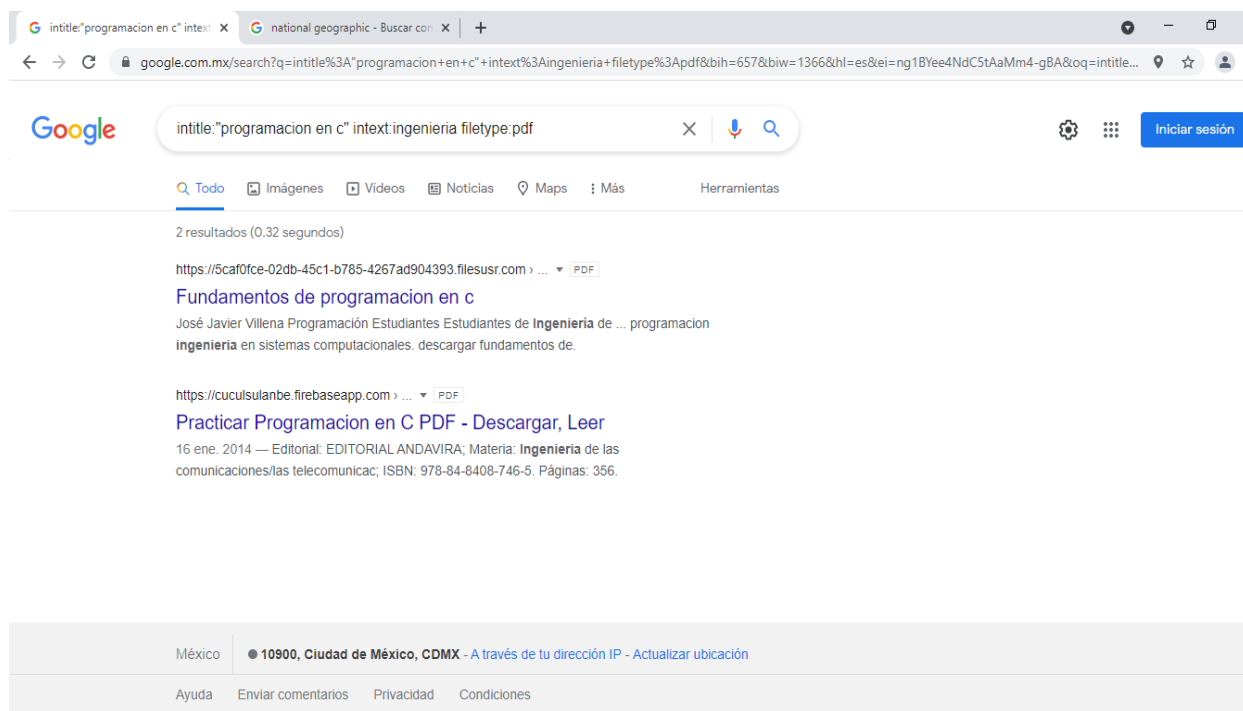 intitle:"programacion en c" intext
national geographic - Buscar con
google.com.mx/search?q=intitle%3A"programacion+en+c"+intext%3Aingenieria+filetype%3Apdf&bih=657&biw=1366&hl=es&ei=ng1BYee4NdC5tAaMm4-gBA&oq=intitle...
Google
intitle:"programacion en c" intext:ingenieria filetype:pdf
Iniciar sesión
Todo Imágenes Vídeos Noticias Maps Más Herramientas
2 resultados (0.32 segundos)
https://5caf0fce-02db-45c1-b785-4267ad904393.filesusr.com › ... PDF
Fundamentos de programacion en c
José Javier Villena Programación Estudiantes Estudiantes de Ingeniería de ... programacion
ingenieria en sistemas computacionales. descargar fundamentos de.
https://cuculsulanbe.firebaseapp.com › ... PDF
Practicar Programacion en C PDF - Descargar, Leer
16 ene. 2014 — Editorial: EDITORIAL ANDAVIRA; Materia: Ingenieria de las
comunicaciones/las telecomunicac; ISBN: 978-84-8408-746-5. Páginas: 356.
México 10900, Ciudad de México, CDMX - A través de tu dirección IP - Actualizar ubicación
Ayuda Enviar comentarios Privacidad Condiciones